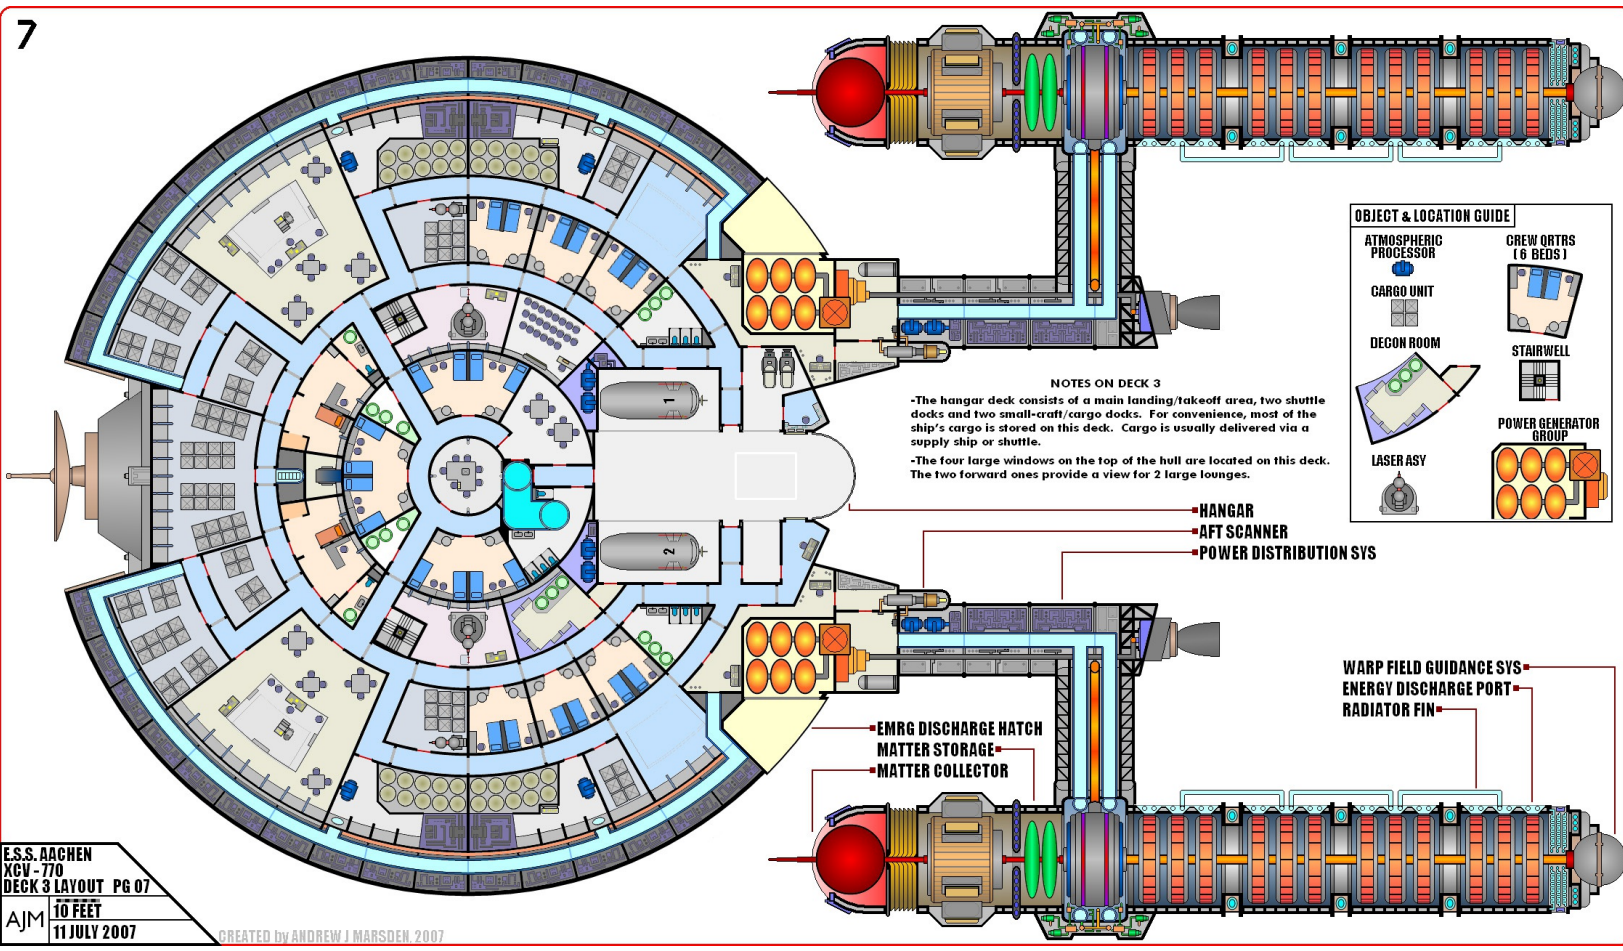 7
OBJECT & LOCATION GUIDE
ATMOSPHERIC
PROCESSOR
CREW QRTRS
( 6 BEDS )
CARGO UNIT
DECON ROOM
STAIRWELL
POWER GENERATOR
GROUP
LASER ASY
NOTES ON DECK 3
-The hangar deck consists of a main landing/takeoff area, two shuttle
docks and two small-craft/cargo docks. For convenience, most of the
ship's cargo is stored on this deck. Cargo is usually delivered via a
supply ship or shuttle.
-The four large windows on the top of the hull are located on this deck.
The two forward ones provide a view for 2 large lounges.
1
2
HANGAR
AFT SCANNER
POWER DISTRIBUTION SYS
WARP FIELD GUIDANCE SYS
ENERGY DISCHARGE PORT
RADIATOR FIN
EMRG DISCHARGE HATCH
MATTER STORAGE
MATTER COLLECTOR
E.S.S. AACHEN
XCV - 770
DECK 3 LAYOUT PG 07
AJM
10 FEET
11 JULY 2007
CREATED by ANDREW J MARSDEN, 2007